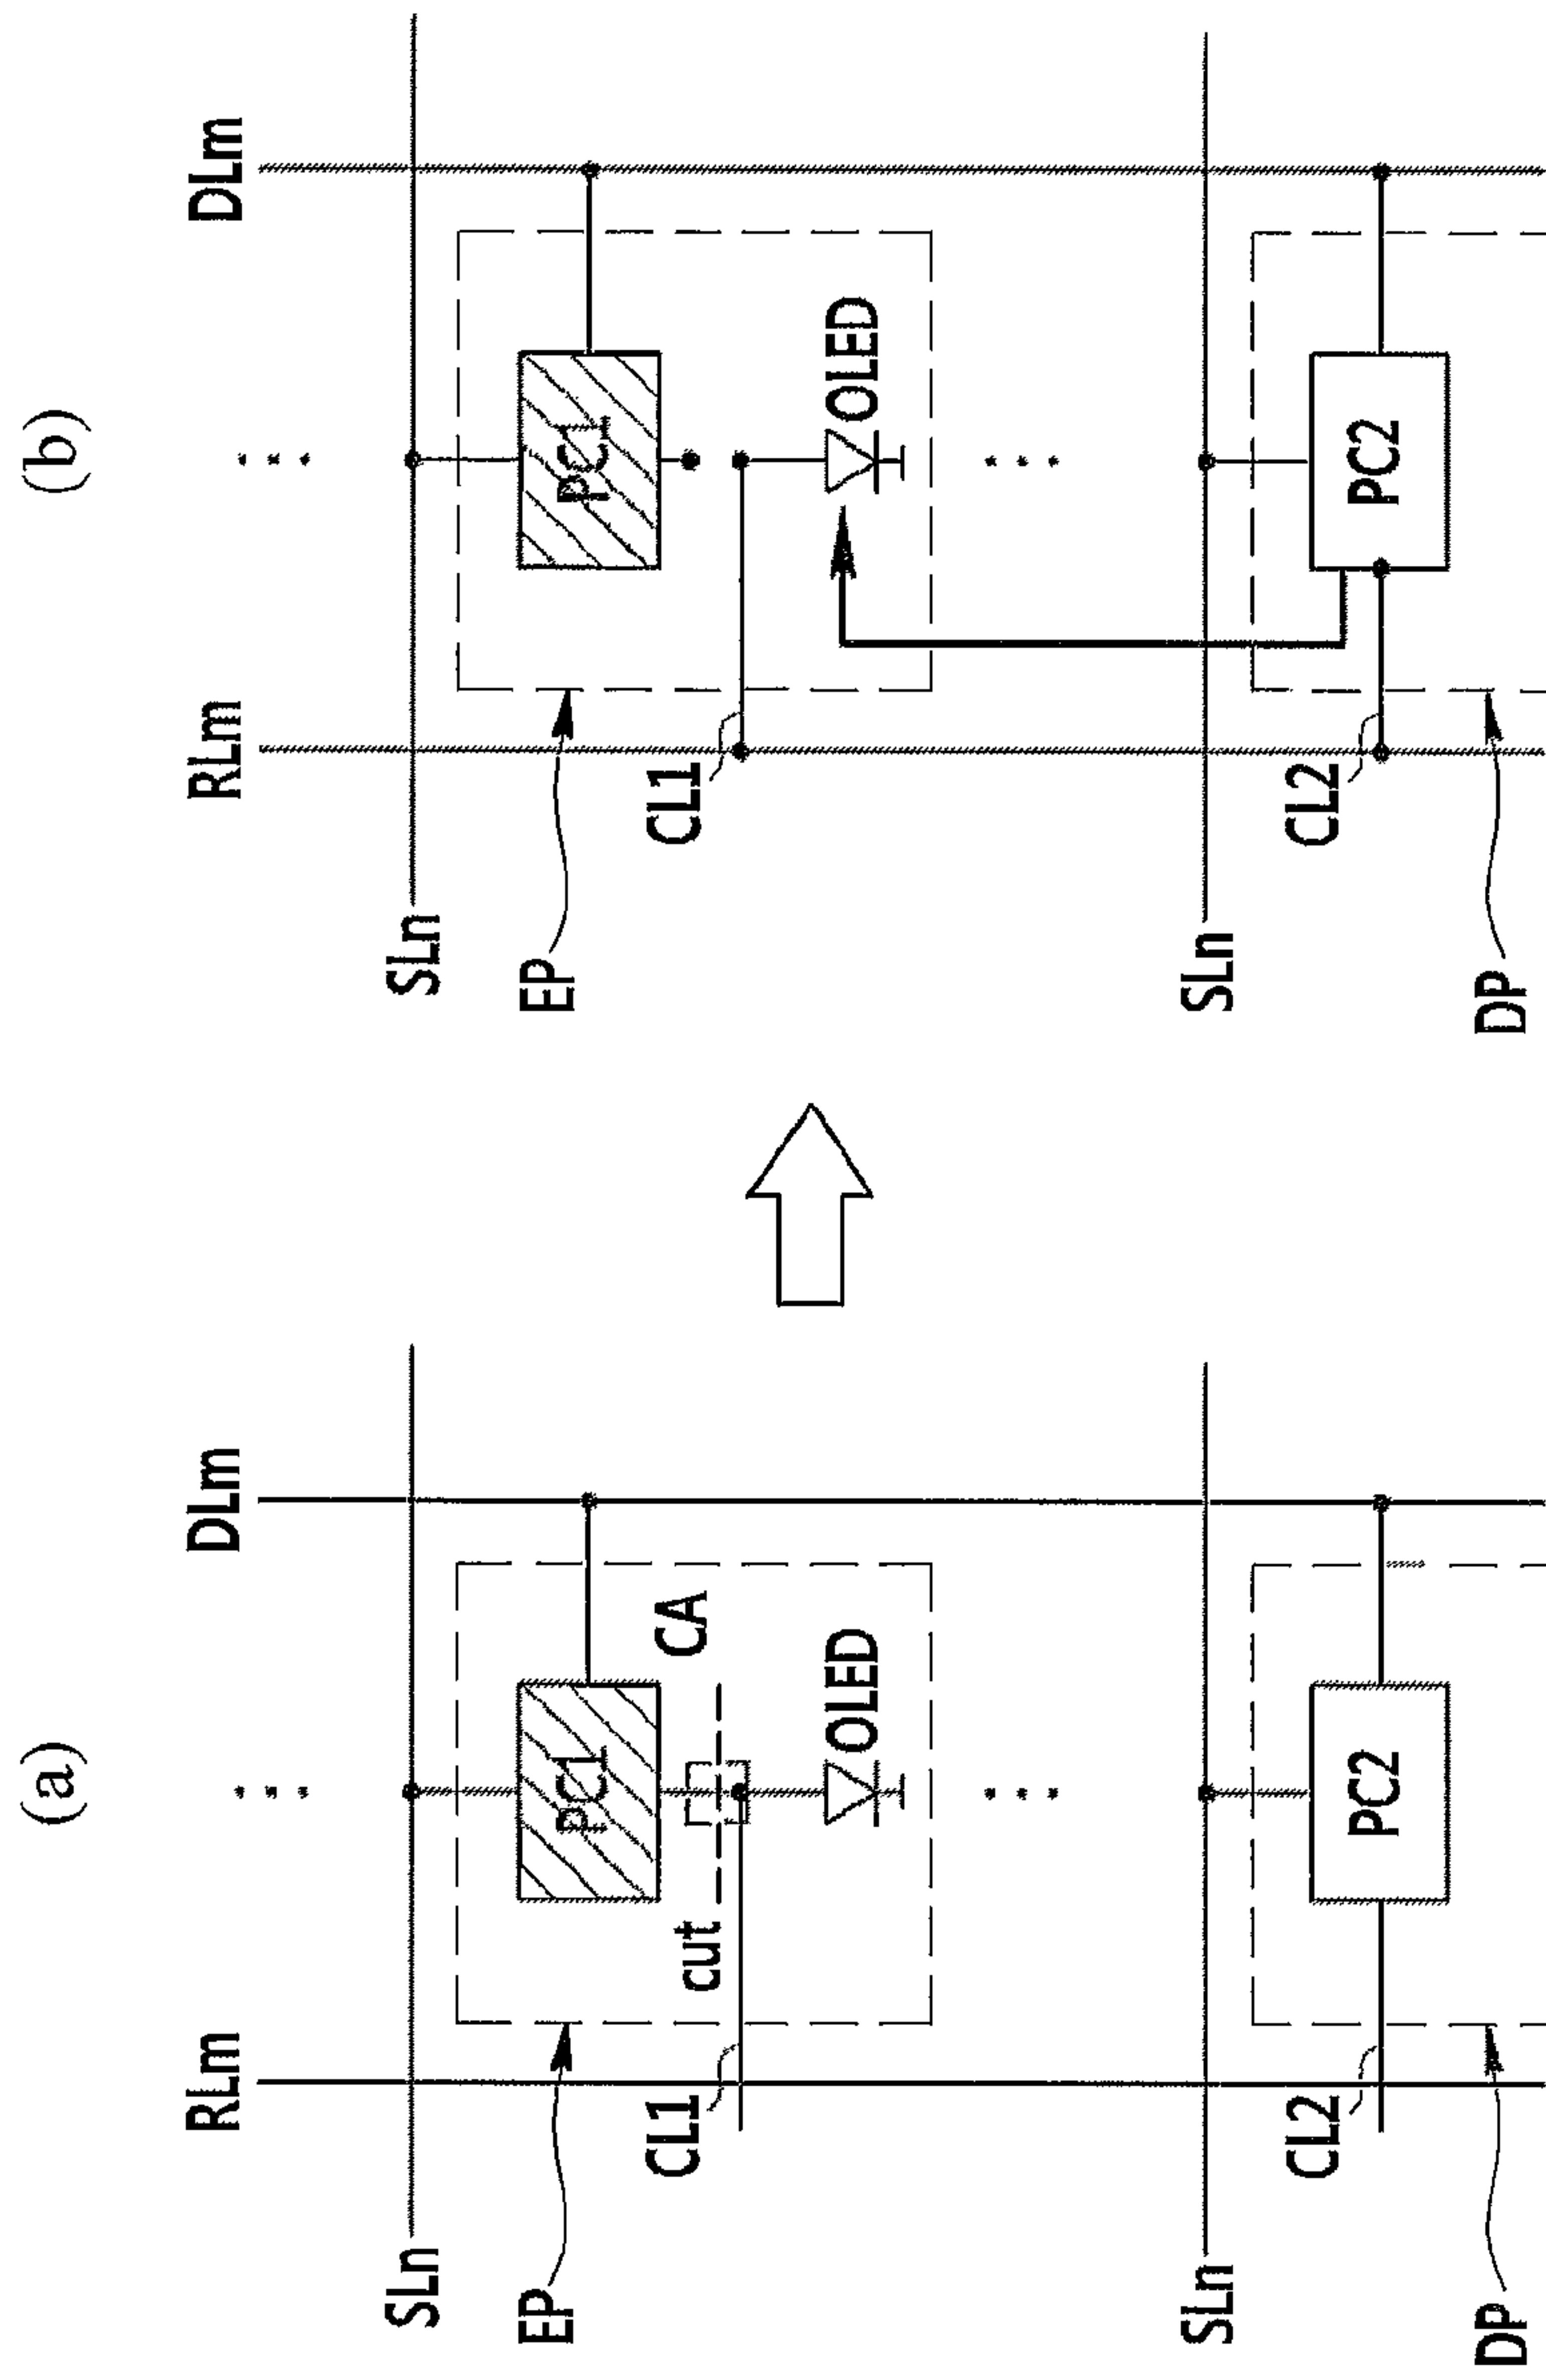 (a)
RLm
DLm
...
SLn
EP
PC1
CA
cut
CL1
OLED
...
SLn
PC2
CL2
DP
(b)
RLm
DLm
...
SLn
EP
PC1
CL1
OLED
...
SLn
PC2
CL2
DP